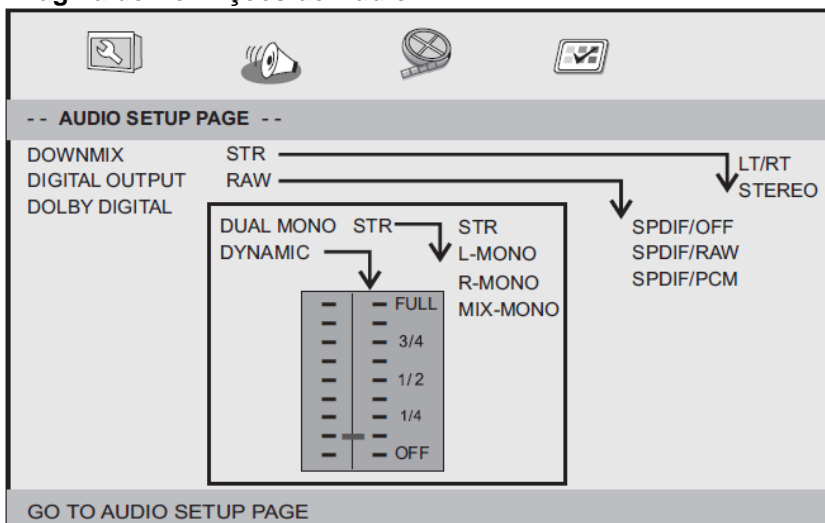 -- AUDIO SETUP PAGE --
DOWNMIX STR LT/RT
DIGITAL OUTPUT RAW STEREO
DOLBY DIGITAL
DUAL MONO STR STR SPDIF/OFF
DYNAMIC L-MONO SPDIF/RAW
R-MONO SPDIF/PCM
FULL MIX-MONO
3/4
1/2
1/4
OFF
GO TO AUDIO SETUP PAGE